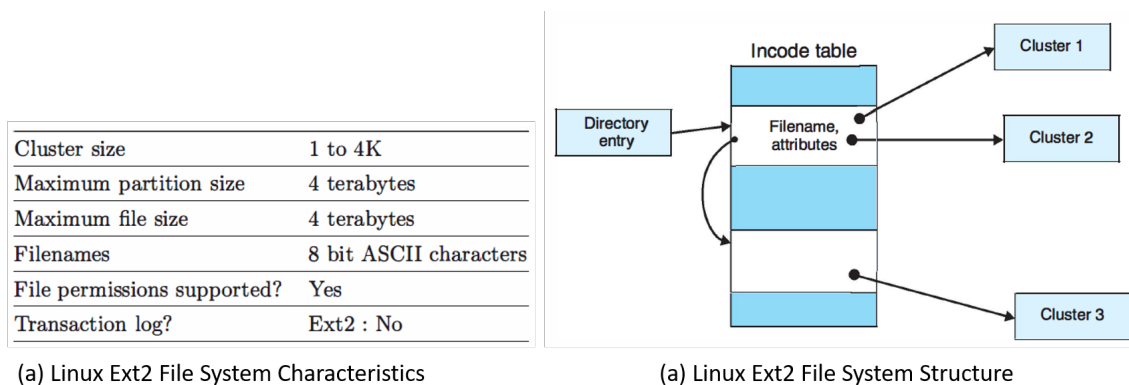 Cluster size 1 to 4K
Maximum partition size 4 terabytes
Maximum file size 4 terabytes
Filenames 8 bit ASCII characters
File permissions supported? Yes
Transaction log? Ext2 : No
(a) Linux Ext2 File System Characteristics
Incode table
Directory
entry
Filename,
attributes
Cluster 1
Cluster 2
Cluster 3
(a) Linux Ext2 File System Structure